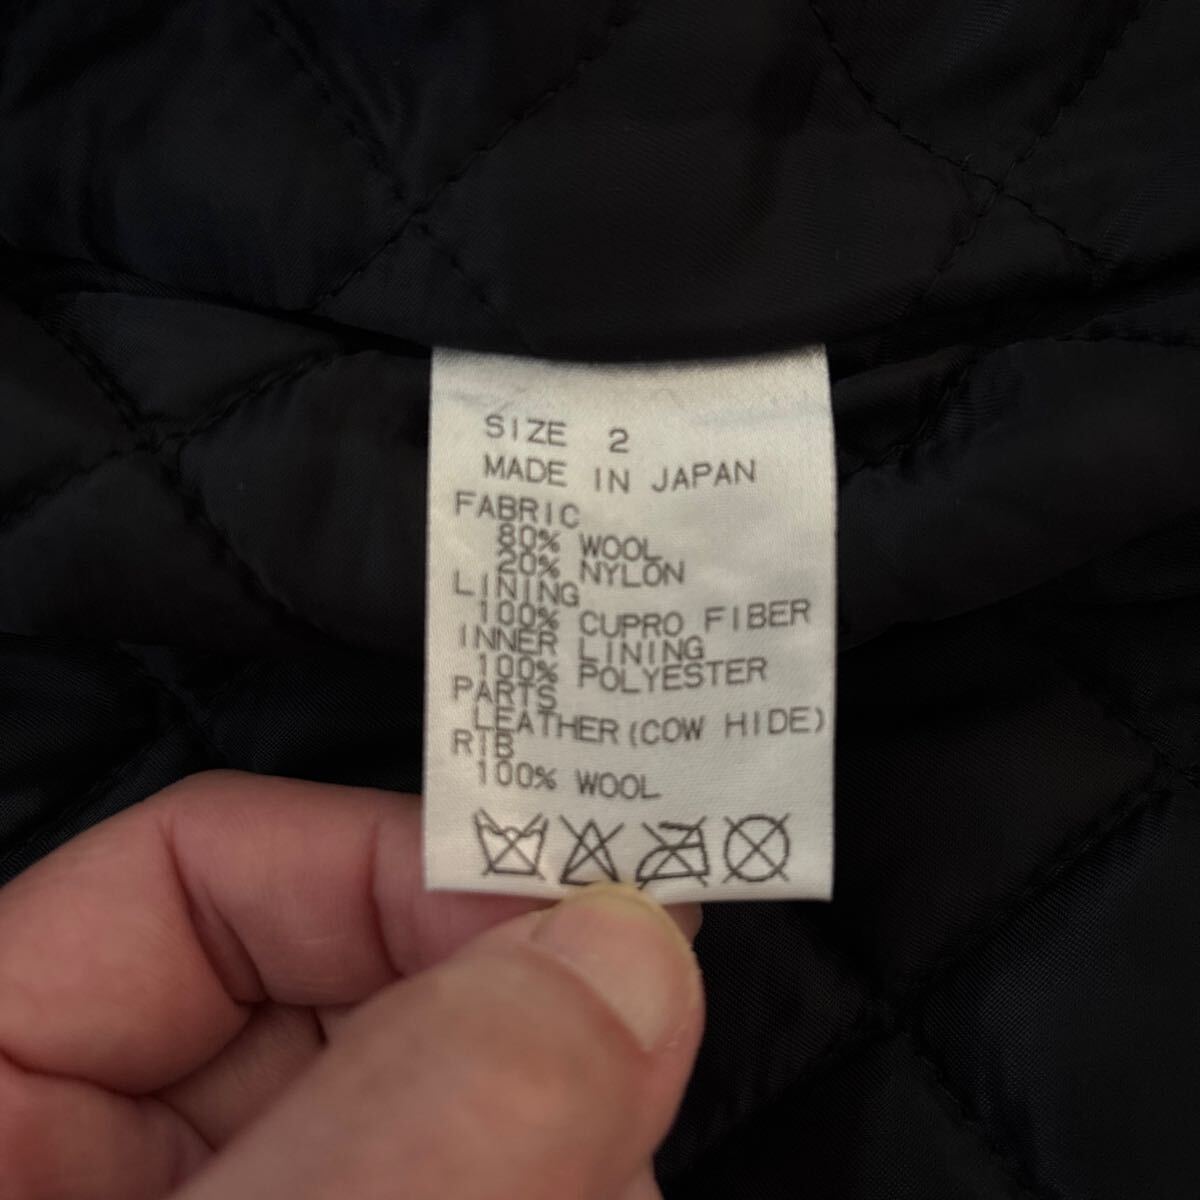 SIZE 2
MADE IN JAPAN
FABRIC
80% WOOL
20% NYLON
LINING
100% CUPRO FIBER
INNER LINING
100% POLYESTER
PARTS
LEATHER(COW HIDE)
RIB
100% WOOL